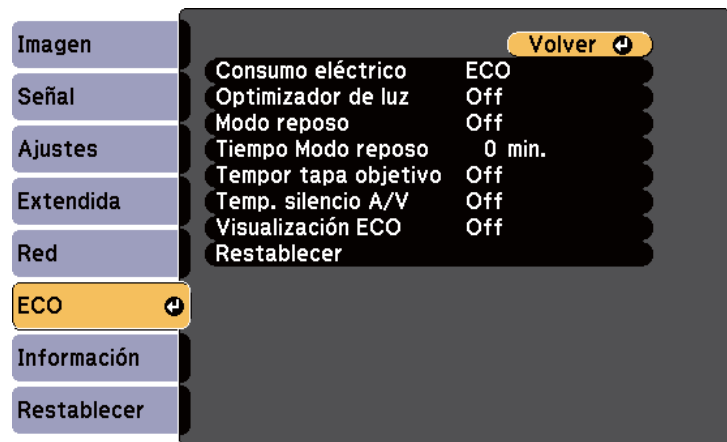 Imagen
Señal
Ajustes
Extendida
Red
ECO
Información
Restablecer
Volver
Consumo eléctrico ECO
Optimizador de luz Off
Modo reposo Off
Tiempo Modo reposo 0 min.
Tempor tapa objetivo Off
Temp. silencio A/V Off
Visualización ECO Off
Restablecer